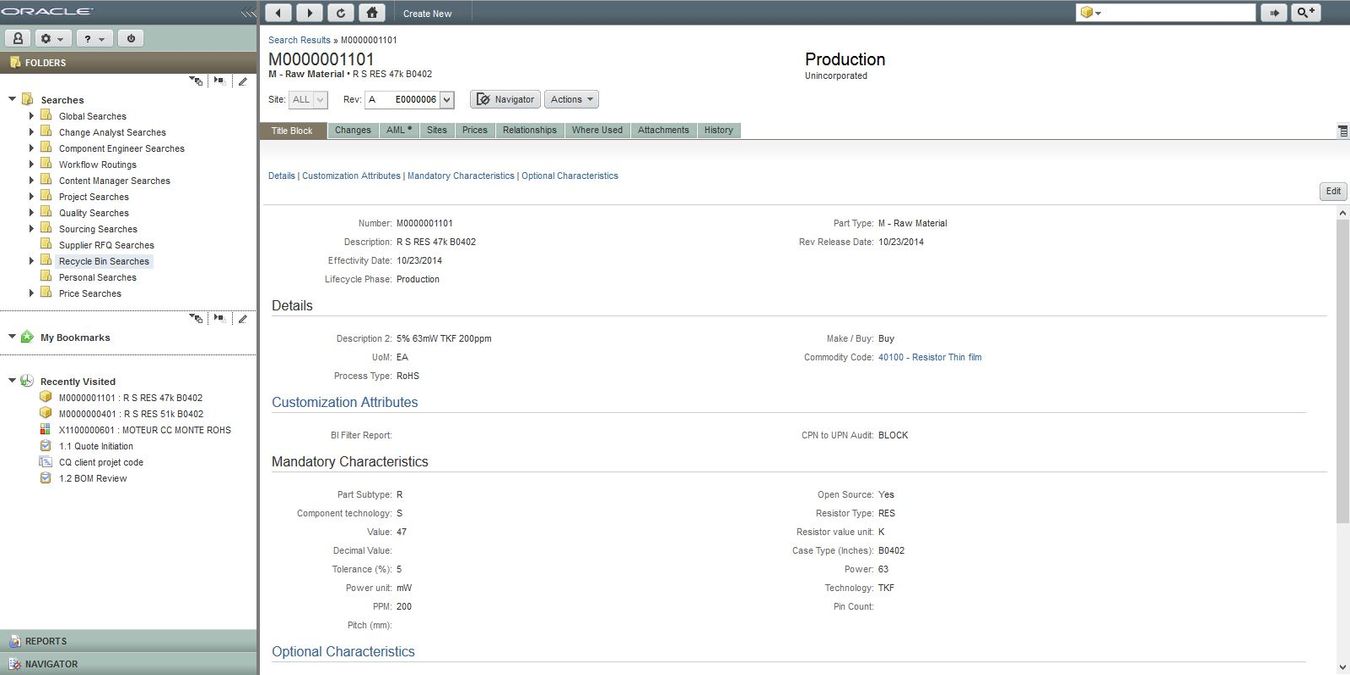 ORACLE
Create New
?
FOLDERS
Searches
Global Searches
Change Analyst Searches
Component Engineer Searches
Workflow Routings
Content Manager Searches
Project Searches
Quality Searches
Sourcing Searches
Supplier RFQ Searches
Recycle Bin Searches
Personal Searches
Price Searches
My Bookmarks
Recently Visited
M0000001101 : R S RES 47k B0402
M0000000401 : R S RES 51k B0402
X1100000601 : MOTEUR CC MONTE ROHS
1.1 Quote Initiation
CQ client projet code
1.2 BOM Review
REPORTS
NAVIGATOR
Search Results » M0000001101
M0000001101
M - Raw Material • R S RES 47k B0402
Production
Unincorporated
Site: ALL Rev: A E0000006 Navigator Actions
Title Block Changes AML * Sites Prices Relationships Where Used Attachments History
Details | Customization Attributes | Mandatory Characteristics | Optional Characteristics
Edit
Number: M0000001101 Part Type: M - Raw Material
Description: R S RES 47k B0402 Rev Release Date: 10/23/2014
Effectivity Date: 10/23/2014
Lifecycle Phase: Production
Details
Description 2: 5% 63mW TKF 200ppm Make / Buy: Buy
UoM: EA Commodity Code: 40100 - Resistor Thin film
Process Type: RoHS
Customization Attributes
BI Filter Report: CPN to UPN Audit: BLOCK
Mandatory Characteristics
Part Subtype: R Open Source: Yes
Component technology: S Resistor Type: RES
Value: 47 Resistor value unit: K
Decimal Value: Case Type (Inches): B0402
Tolerance (%): 5 Power: 63
Power unit: mW Technology: TKF
PPM: 200 Pin Count:
Pitch (mm):
Optional Characteristics